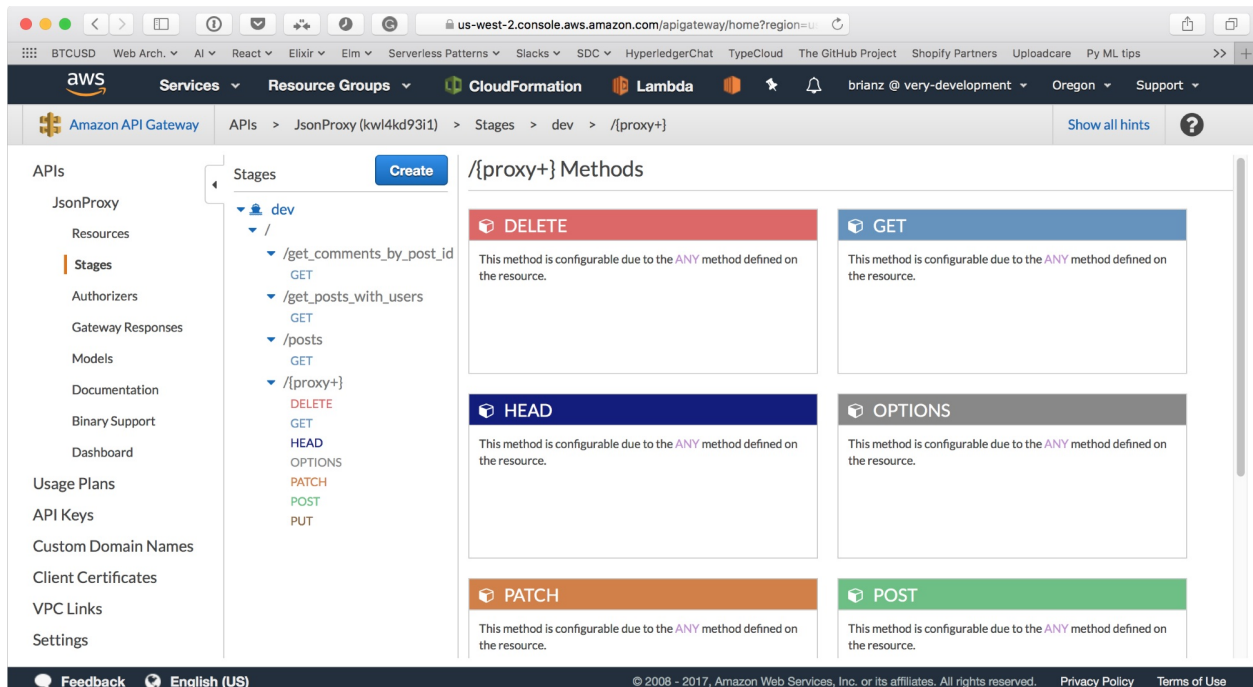 us-west-2.console.aws.amazon.com/apigateway/home?region=u
BTCUSD Web Arch. AI React Elixir Elm Serverless Patterns Slacks SDC HyperledgerChat TypeCloud The GitHub Project Shopify Partners Uploadcare Py ML tips >> +
aws Services Resource Groups CloudFormation Lambda brianz @ very-development Oregon Support
Amazon API Gateway APIs > JsonProxy (kwl4kd93i1) > Stages > dev > /{proxy+} Show all hints ?
APIs
JsonProxy
Resources
Stages
Authorizers
Gateway Responses
Models
Documentation
Binary Support
Dashboard
Usage Plans
API Keys
Custom Domain Names
Client Certificates
VPC Links
Settings
Stages Create
dev
/
/get_comments_by_post_id
GET
/get_posts_with_users
GET
/posts
GET
/{proxy+}
DELETE
GET
HEAD
OPTIONS
PATCH
POST
PUT
/{proxy+} Methods
DELETE
This method is configurable due to the ANY method defined on
the resource.
GET
This method is configurable due to the ANY method defined on
the resource.
HEAD
This method is configurable due to the ANY method defined on
the resource.
OPTIONS
This method is configurable due to the ANY method defined on
the resource.
PATCH
This method is configurable due to the ANY method defined on
the resource.
POST
This method is configurable due to the ANY method defined on
the resource.
Feedback English (US) © 2008 - 2017, Amazon Web Services, Inc. or its affiliates. All rights reserved. Privacy Policy Terms of Use